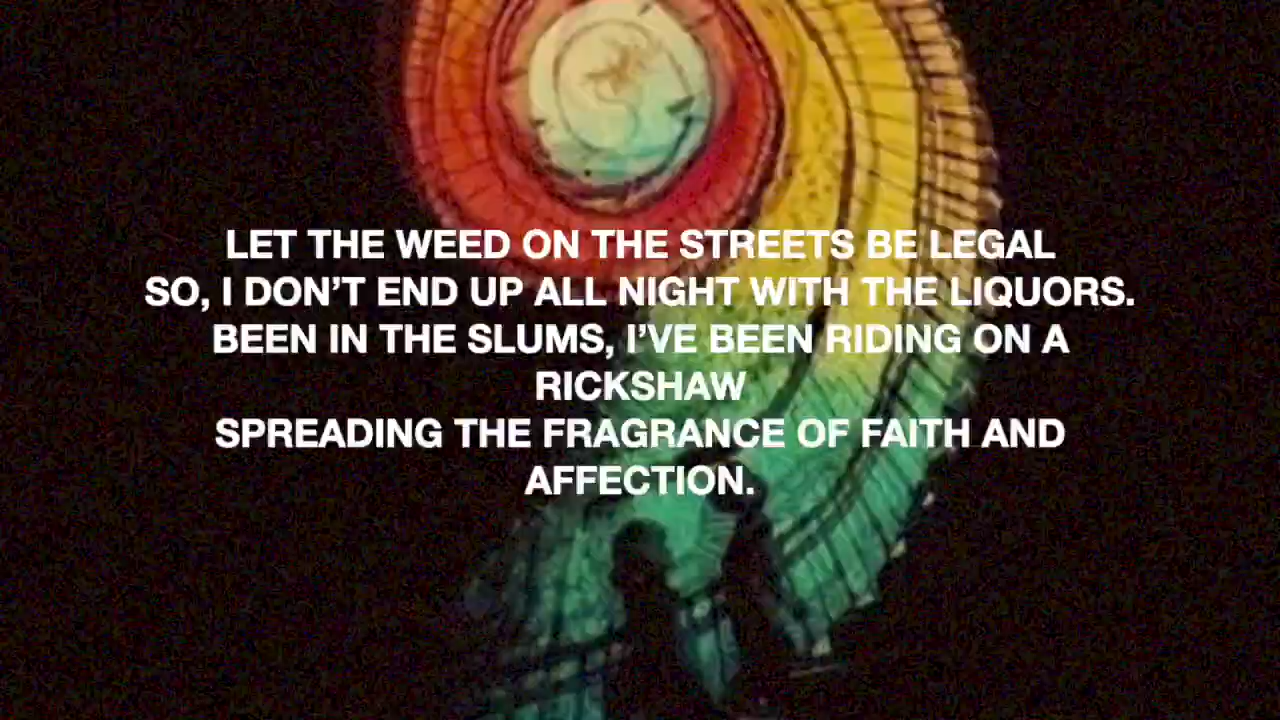 LET THE WEED ON THE STREETS BE LEGAL
SO, I DON’T END UP ALL NIGHT WITH THE LIQUORS.
BEEN IN THE SLUMS, I’VE BEEN RIDING ON A
RICKSHAW
SPREADING THE FRAGRANCE OF FAITH AND
AFFECTION.